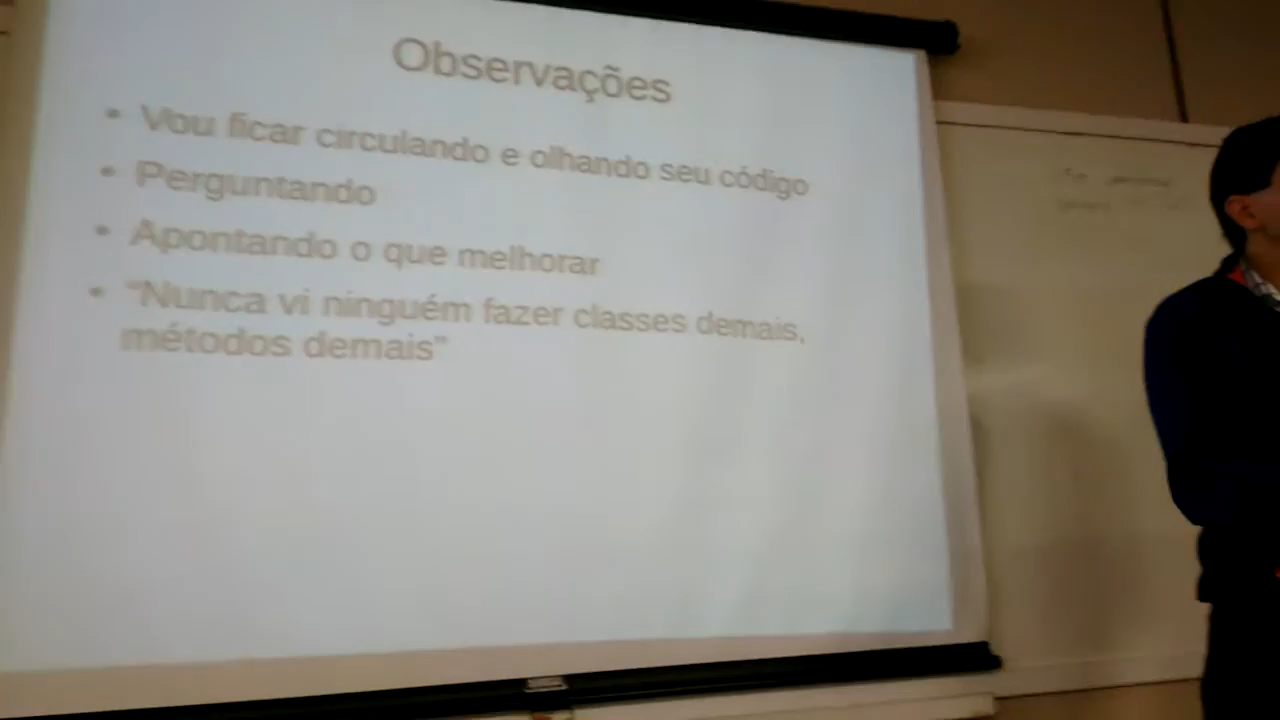 Observações
• Vou ficar circulando e olhando seu código
• Perguntando
• Apontando o que melhorar
• “Nunca vi ninguém fazer classes demais,
métodos demais”